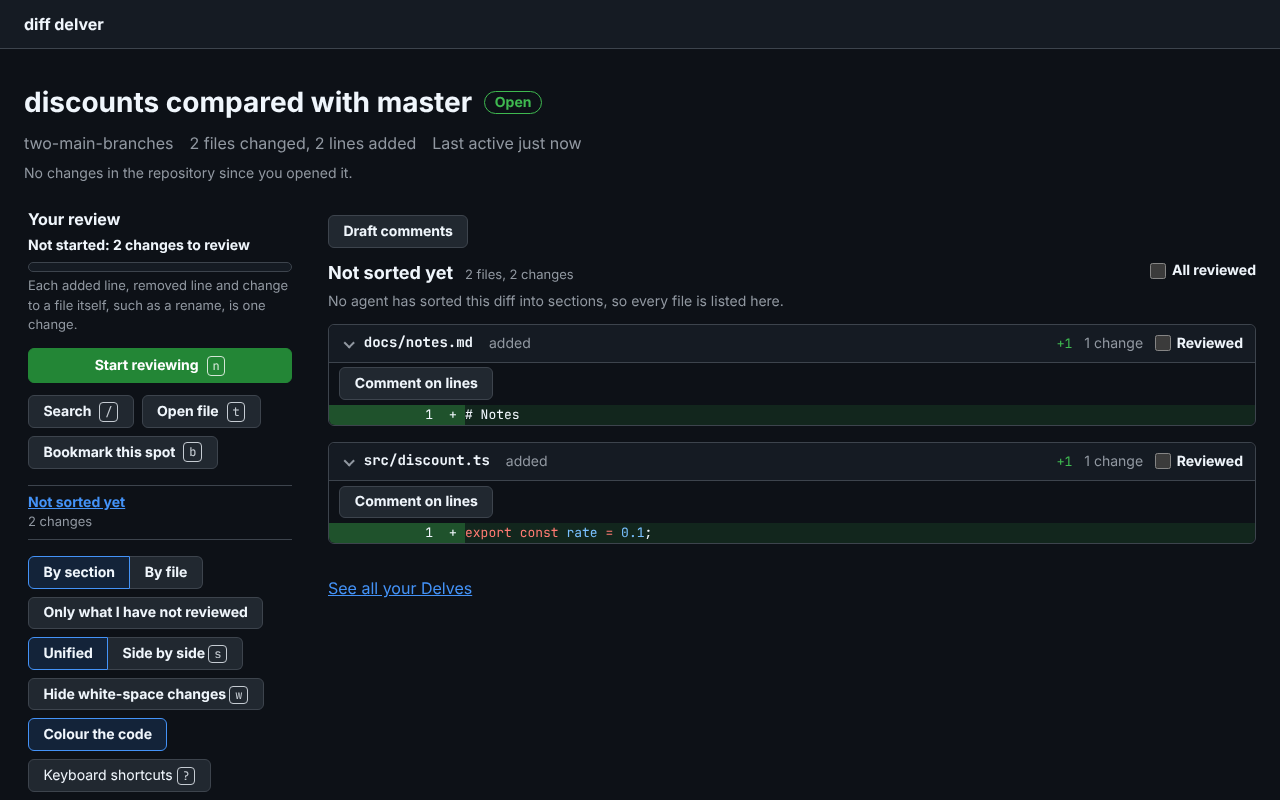 diff delver
discounts compared with master Open
two-main-branches 2 files changed, 2 lines added Last active just now
No changes in the repository since you opened it.
Your review
Not started: 2 changes to review
Each added line, removed line and change
to a file itself, such as a rename, is one
change.
Start reviewing n
Search / Open file t
Bookmark this spot b
Not sorted yet
2 changes
By section By file
Only what I have not reviewed
Unified Side by side s
Hide white-space changes w
Colour the code
Keyboard shortcuts ?
Draft comments
Not sorted yet 2 files, 2 changes All reviewed
No agent has sorted this diff into sections, so every file is listed here.
docs/notes.md added +1 1 change Reviewed
Comment on lines
1 + # Notes
src/discount.ts added +1 1 change Reviewed
Comment on lines
1 + export const rate = 0.1;
See all your Delves